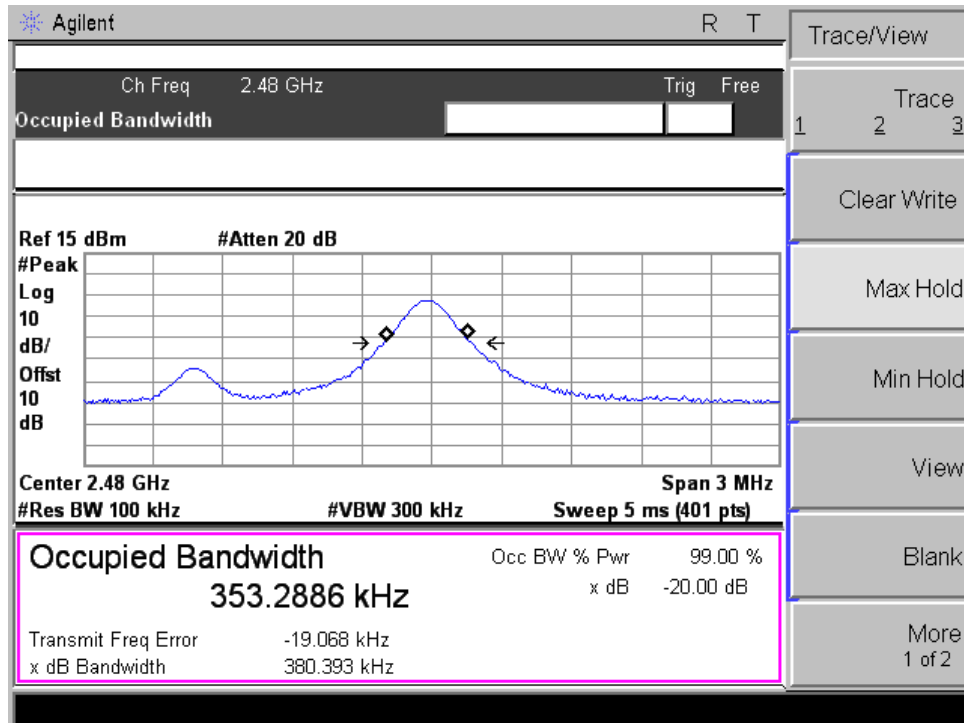 Agilent R T
Ch Freq 2.48 GHz Trig Free
Occupied Bandwidth
Ref 15 dBm #Atten 20 dB
#Peak
Log
10
dB/
Offst
10
dB
Center 2.48 GHz Span 3 MHz
#Res BW 100 kHz #VBW 300 kHz Sweep 5 ms (401 pts)
Occupied Bandwidth
353.2886 kHz
Occ BW % Pwr 99.00 %
x dB -20.00 dB
Transmit Freq Error -19.068 kHz
x dB Bandwidth 380.393 kHz
Trace/View
Trace
1 2 3
Clear Write
Max Hold
Min Hold
View
Blank
More
1 of 2